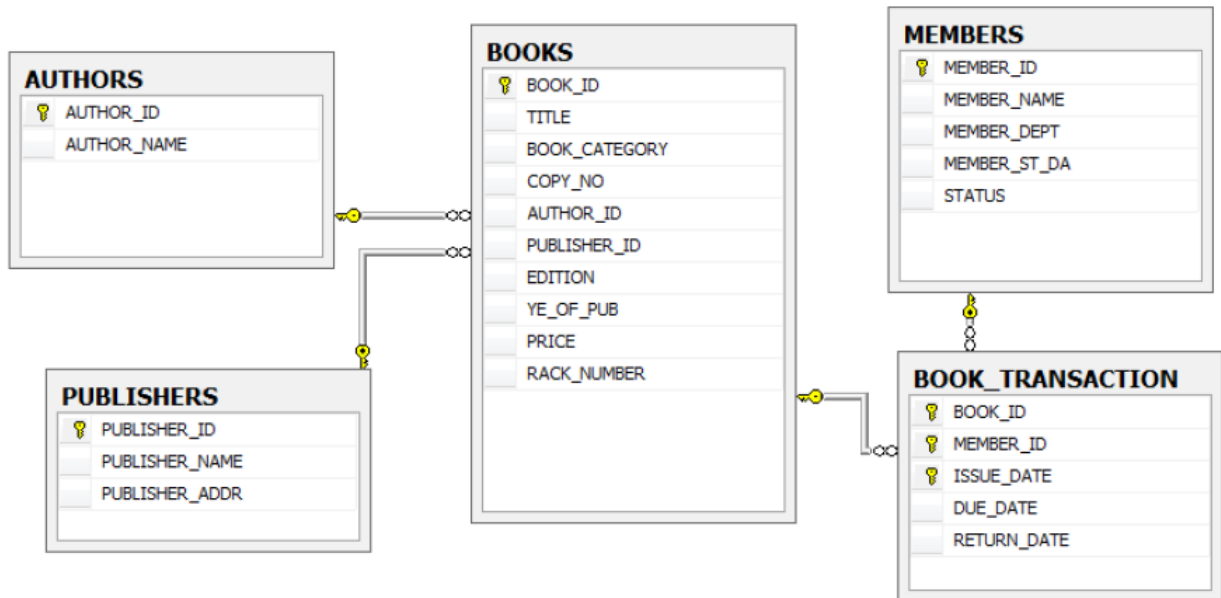 AUTHORS
AUTHOR_ID
AUTHOR_NAME
PUBLISHERS
PUBLISHER_ID
PUBLISHER_NAME
PUBLISHER_ADDR
BOOKS
BOOK_ID
TITLE
BOOK_CATEGORY
COPY_NO
AUTHOR_ID
PUBLISHER_ID
EDITION
YE_OF_PUB
PRICE
RACK_NUMBER
MEMBERS
MEMBER_ID
MEMBER_NAME
MEMBER_DEPT
MEMBER_ST_DA
STATUS
BOOK_TRANSACTION
BOOK_ID
MEMBER_ID
ISSUE_DATE
DUE_DATE
RETURN_DATE